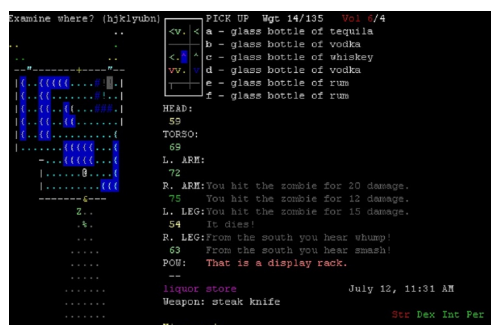 Examine where? (hjklyubn)
PICK UP Wgt 14/135 Vol 6/4
a - glass bottle of tequila
b - glass bottle of vodka
c - glass bottle of whiskey
d - glass bottle of vodka
e - glass bottle of rum
f - glass bottle of rum
HEAD:
59
TORSO:
69
L. ARM:
72
R. ARM: You hit the zombie for 20 damage.
75 You hit the zombie for 12 damage.
L. LEG: You hit the zombie for 15 damage.
54 It dies!
R. LEG: From the south you hear whump!
63 From the south you hear smash!
POW: That is a display rack.
--
liquor store July 12, 11:31 AM
Weapon: steak knife
Str Dex Int Per